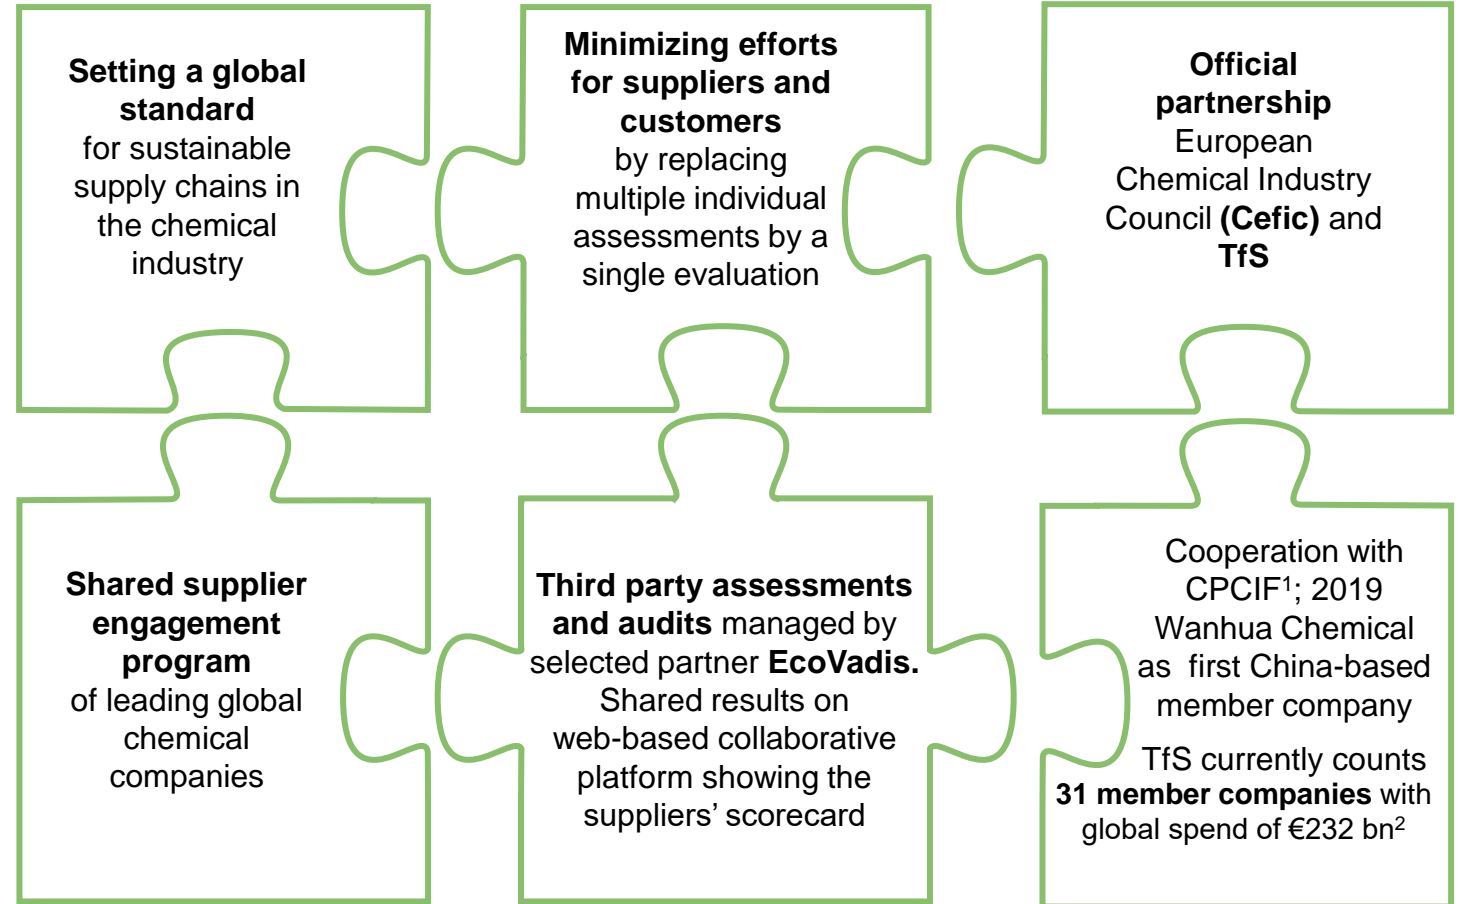 Setting a global
standard
for sustainable
supply chains in
the chemical
industry
Minimizing efforts
for suppliers and
customers
by replacing
multiple individual
assessments by a
single evaluation
Official
partnership
European
Chemical Industry
Council (Cefic) and
TfS
Shared supplier
engagement
program
of leading global
chemical
companies
Third party assessments
and audits managed by
selected partner EcoVadis.
Shared results on
web-based collaborative
platform showing the
suppliers’ scorecard
Cooperation with
CPCIF¹; 2019
Wanhua Chemical
as first China-based
member company
TfS currently counts
31 member companies with
global spend of €232 bn²